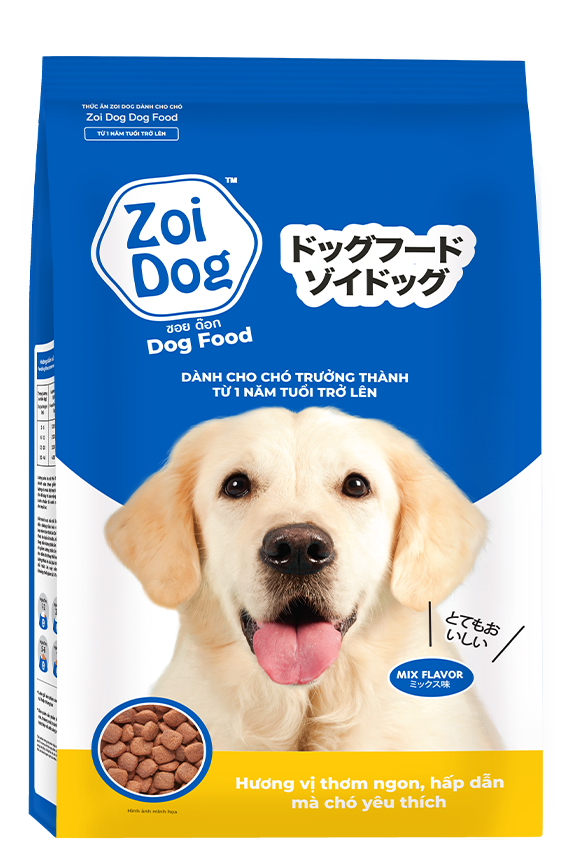 THỨC ĂN ZOI DOG DÀNH CHO CHÓ
Zoi Dog Dog Food
TỪ 1 NĂM TUỔI TRỞ LÊN
Zoi
Dog
TM
ซอย ด๊อก
Dog Food
ドッグフード
ゾイドッグ
DÀNH CHO CHÓ TRƯỞNG THÀNH
TỪ 1 NĂM TUỔI TRỞ LÊN
とてもお
いしい
MIX FLAVOR
ミックス味
Hương vị thơm ngon, hấp dẫn
mà chó yêu thích
Hình ảnh minh họa